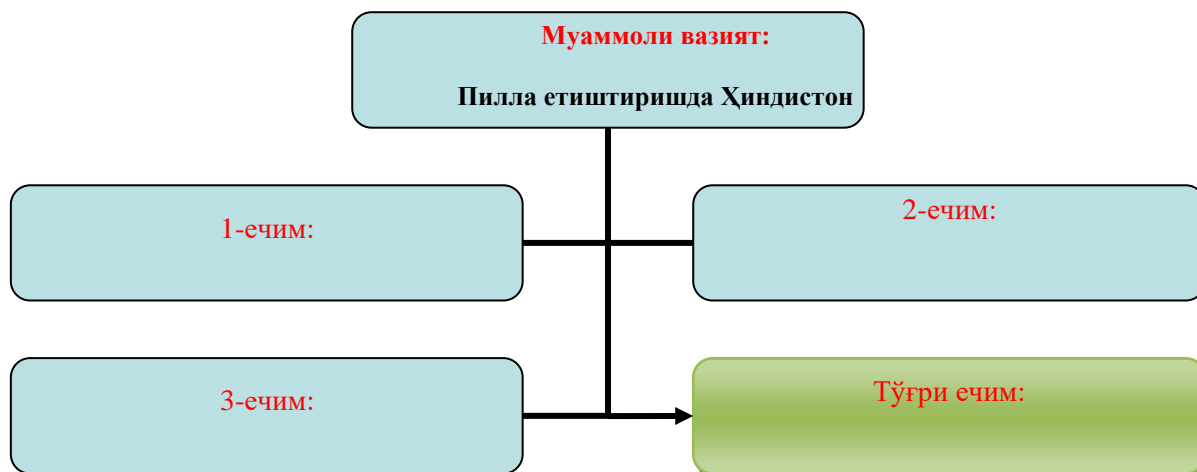 Муаммоли вазият:
Пилла етиштиришда Ҳиндистон
1-ечим:
2-ечим:
3-ечим:
Тўғри ечим: